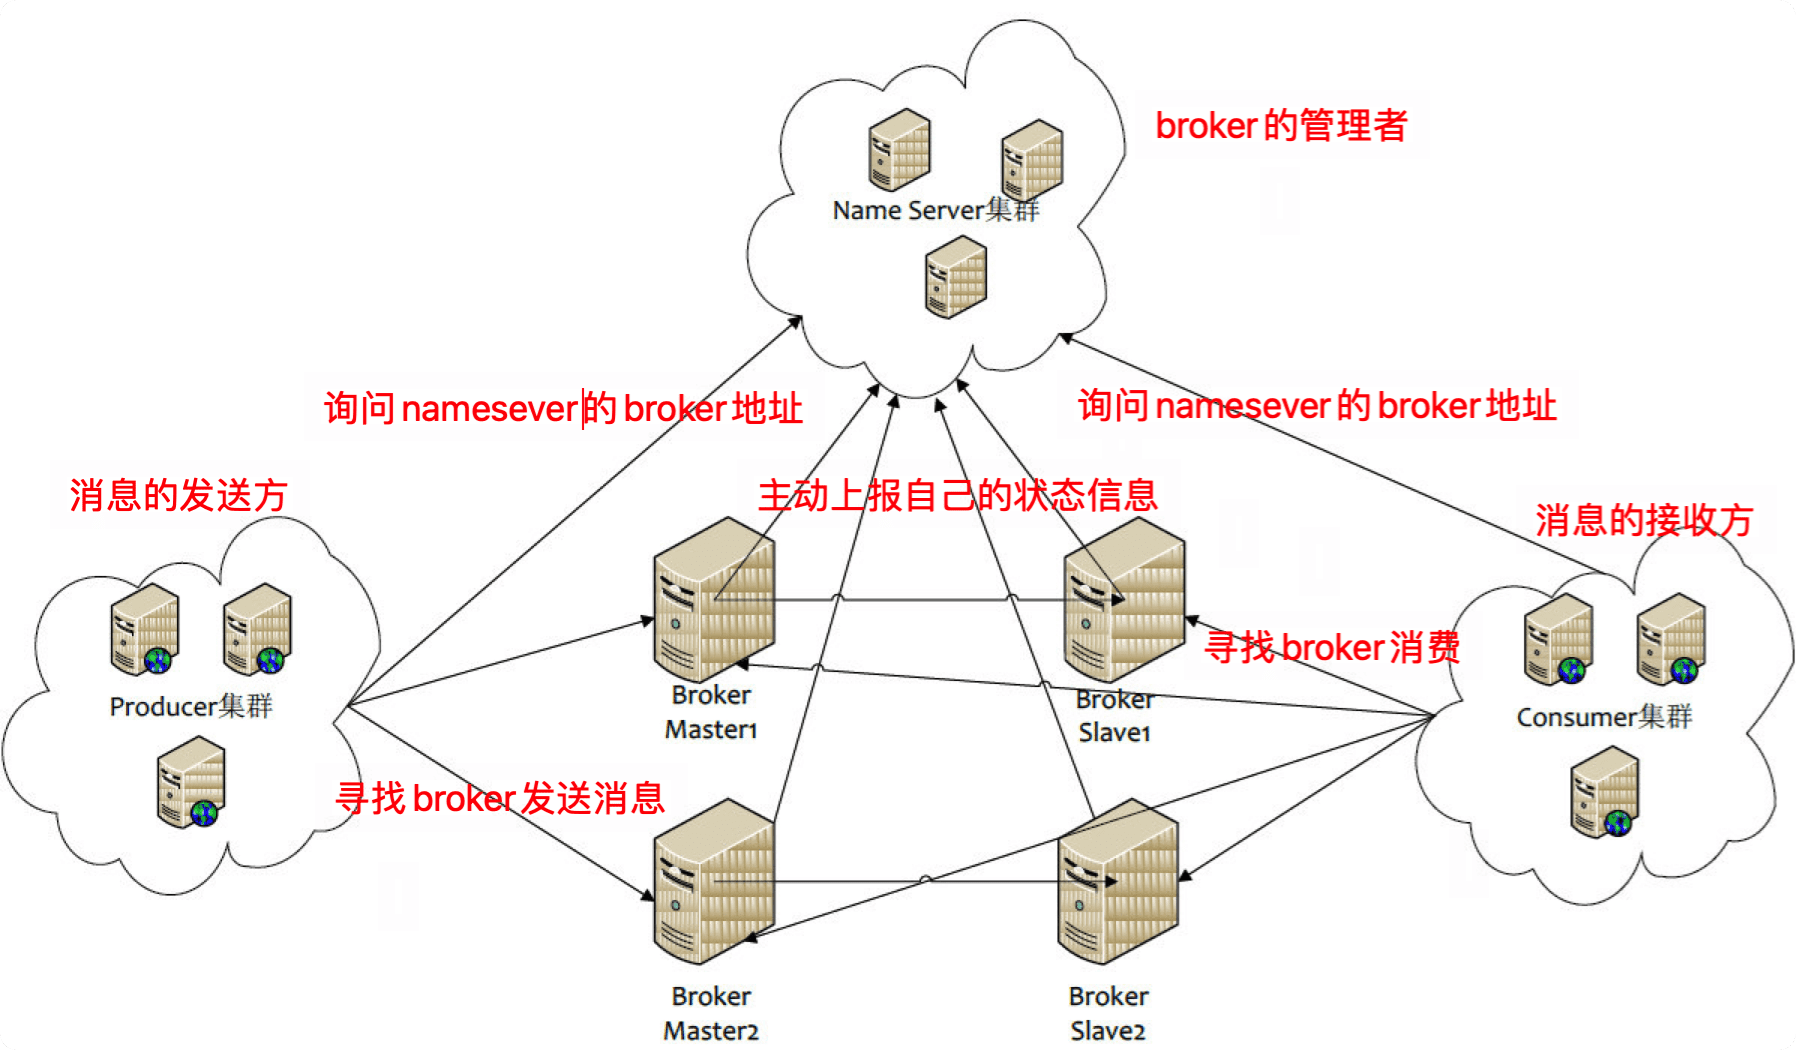 broker的管理者
Name Server集群
询问namesever的broker地址
询问namesever的broker地址
消息的发送方
主动上报自己的状态信息
消息的接收方
寻找broker消费
Producer集群
Broker
Master1
Broker
Slave1
Consumer集群
寻找broker发送消息
Broker
Master2
Broker
Slave2